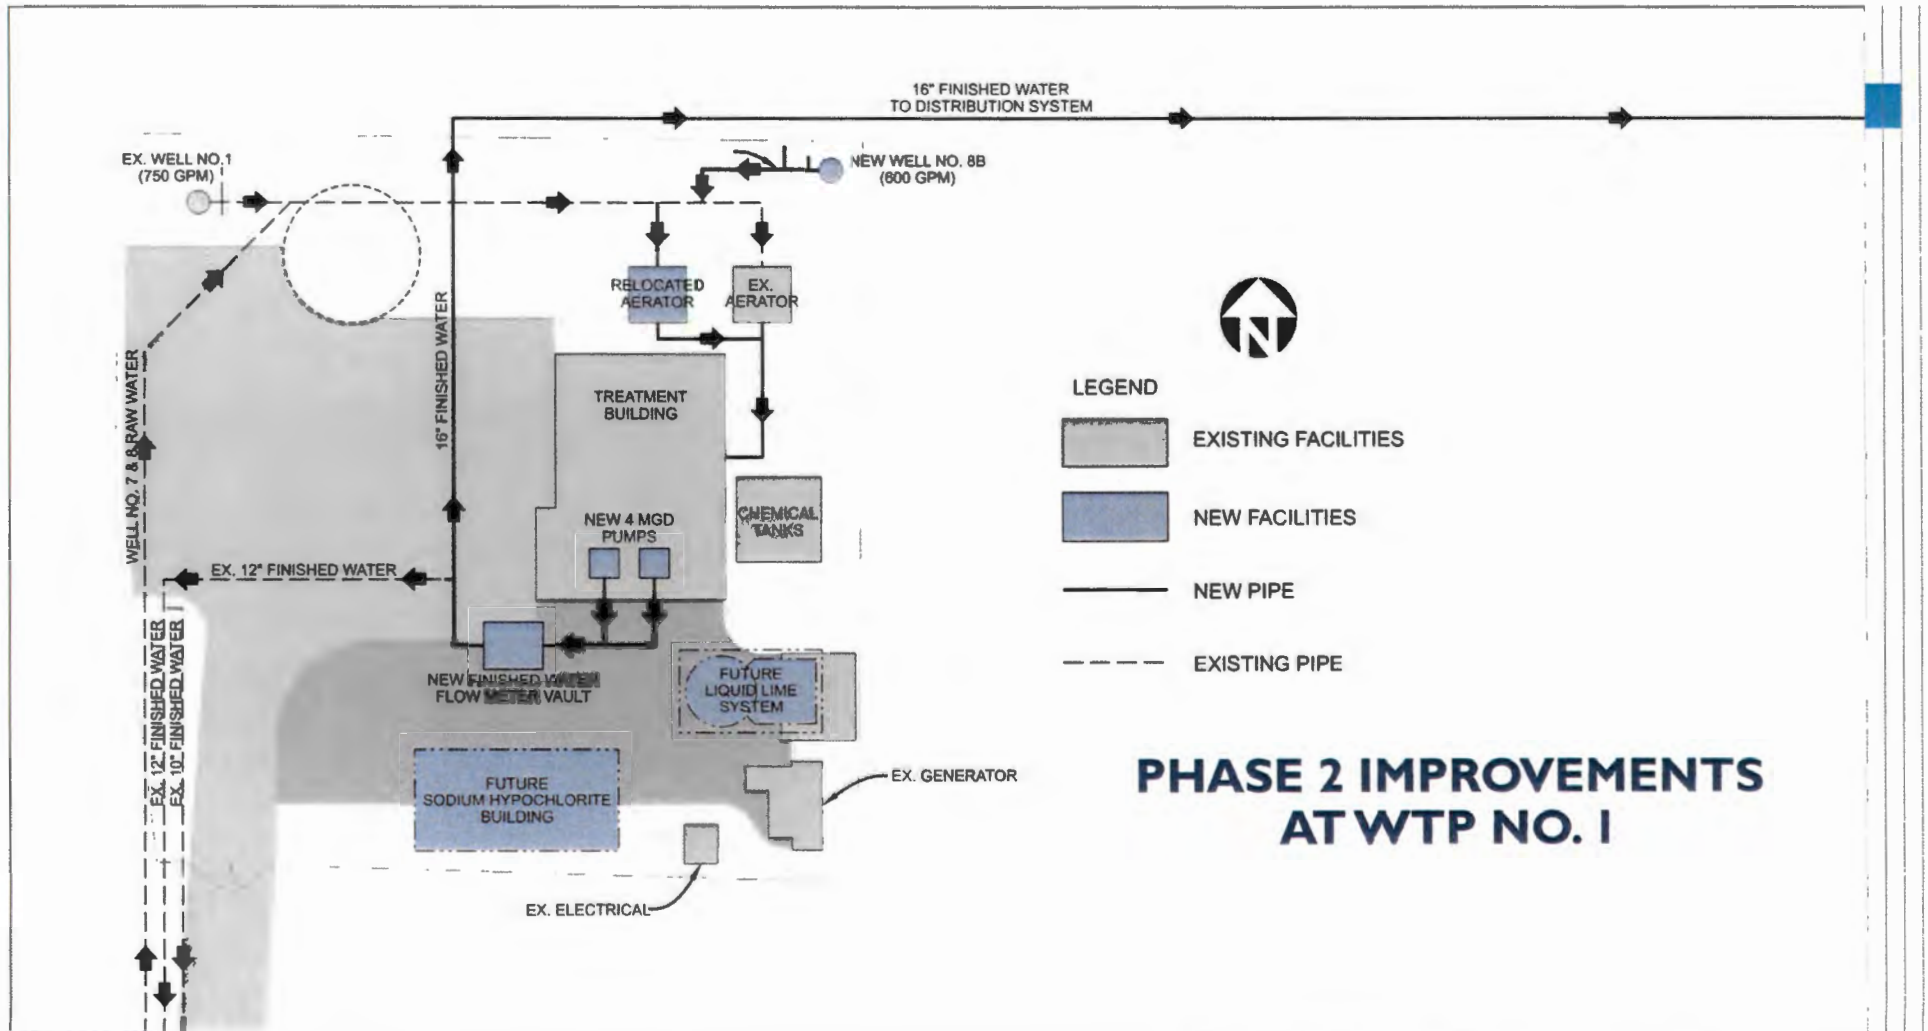 16" FINISHED WATER
TO DISTRIBUTION SYSTEM
EX. WELL NO.1
(750 GPM)
NEW WELL NO. 8B
(600 GPM)
RELOCATED
AERATOR
EX.
AERATOR
16" FINISHED WATER
WELL NO. 7 & 8 RAW WATER
TREATMENT
BUILDING
NEW 4 MGD
PUMPS
CHEMICAL
TANKS
EX. 12" FINISHED WATER
EX. 12" FINISHED WATER
EX. 10" FINISHED WATER
NEW FINISHED WATER
FLOW METER VAULT
FUTURE
LIQUID LIME
SYSTEM
FUTURE
SODIUM HYPOCHLORITE
BUILDING
EX. GENERATOR
EX. ELECTRICAL
N
LEGEND
EXISTING FACILITIES
NEW FACILITIES
NEW PIPE
EXISTING PIPE
PHASE 2 IMPROVEMENTS
AT WTP NO. 1